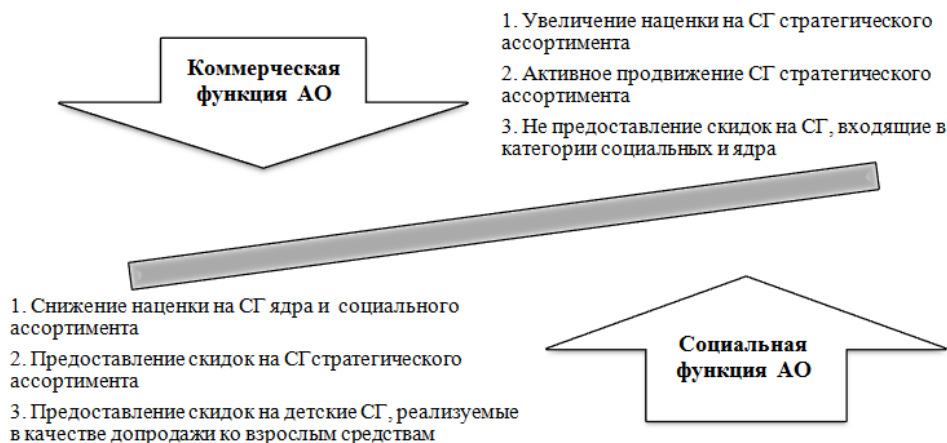 Коммерческая
функция АО
1. Увеличение наценки на СГ стратегического
ассортимента
2. Активное продвижение СГ стратегического
ассортимента
3. Не предоставление скидок на СГ, входящие в
категории социальных и ядра
1. Снижение наценки на СГ ядра и социального
ассортимента
2. Предоставление скидок на СГстратегического
ассортимента
3. Предоставление скидок на детские СГ, реализуемые
в качестве допродажи ко взрослым средствам
Социальная
функция АО